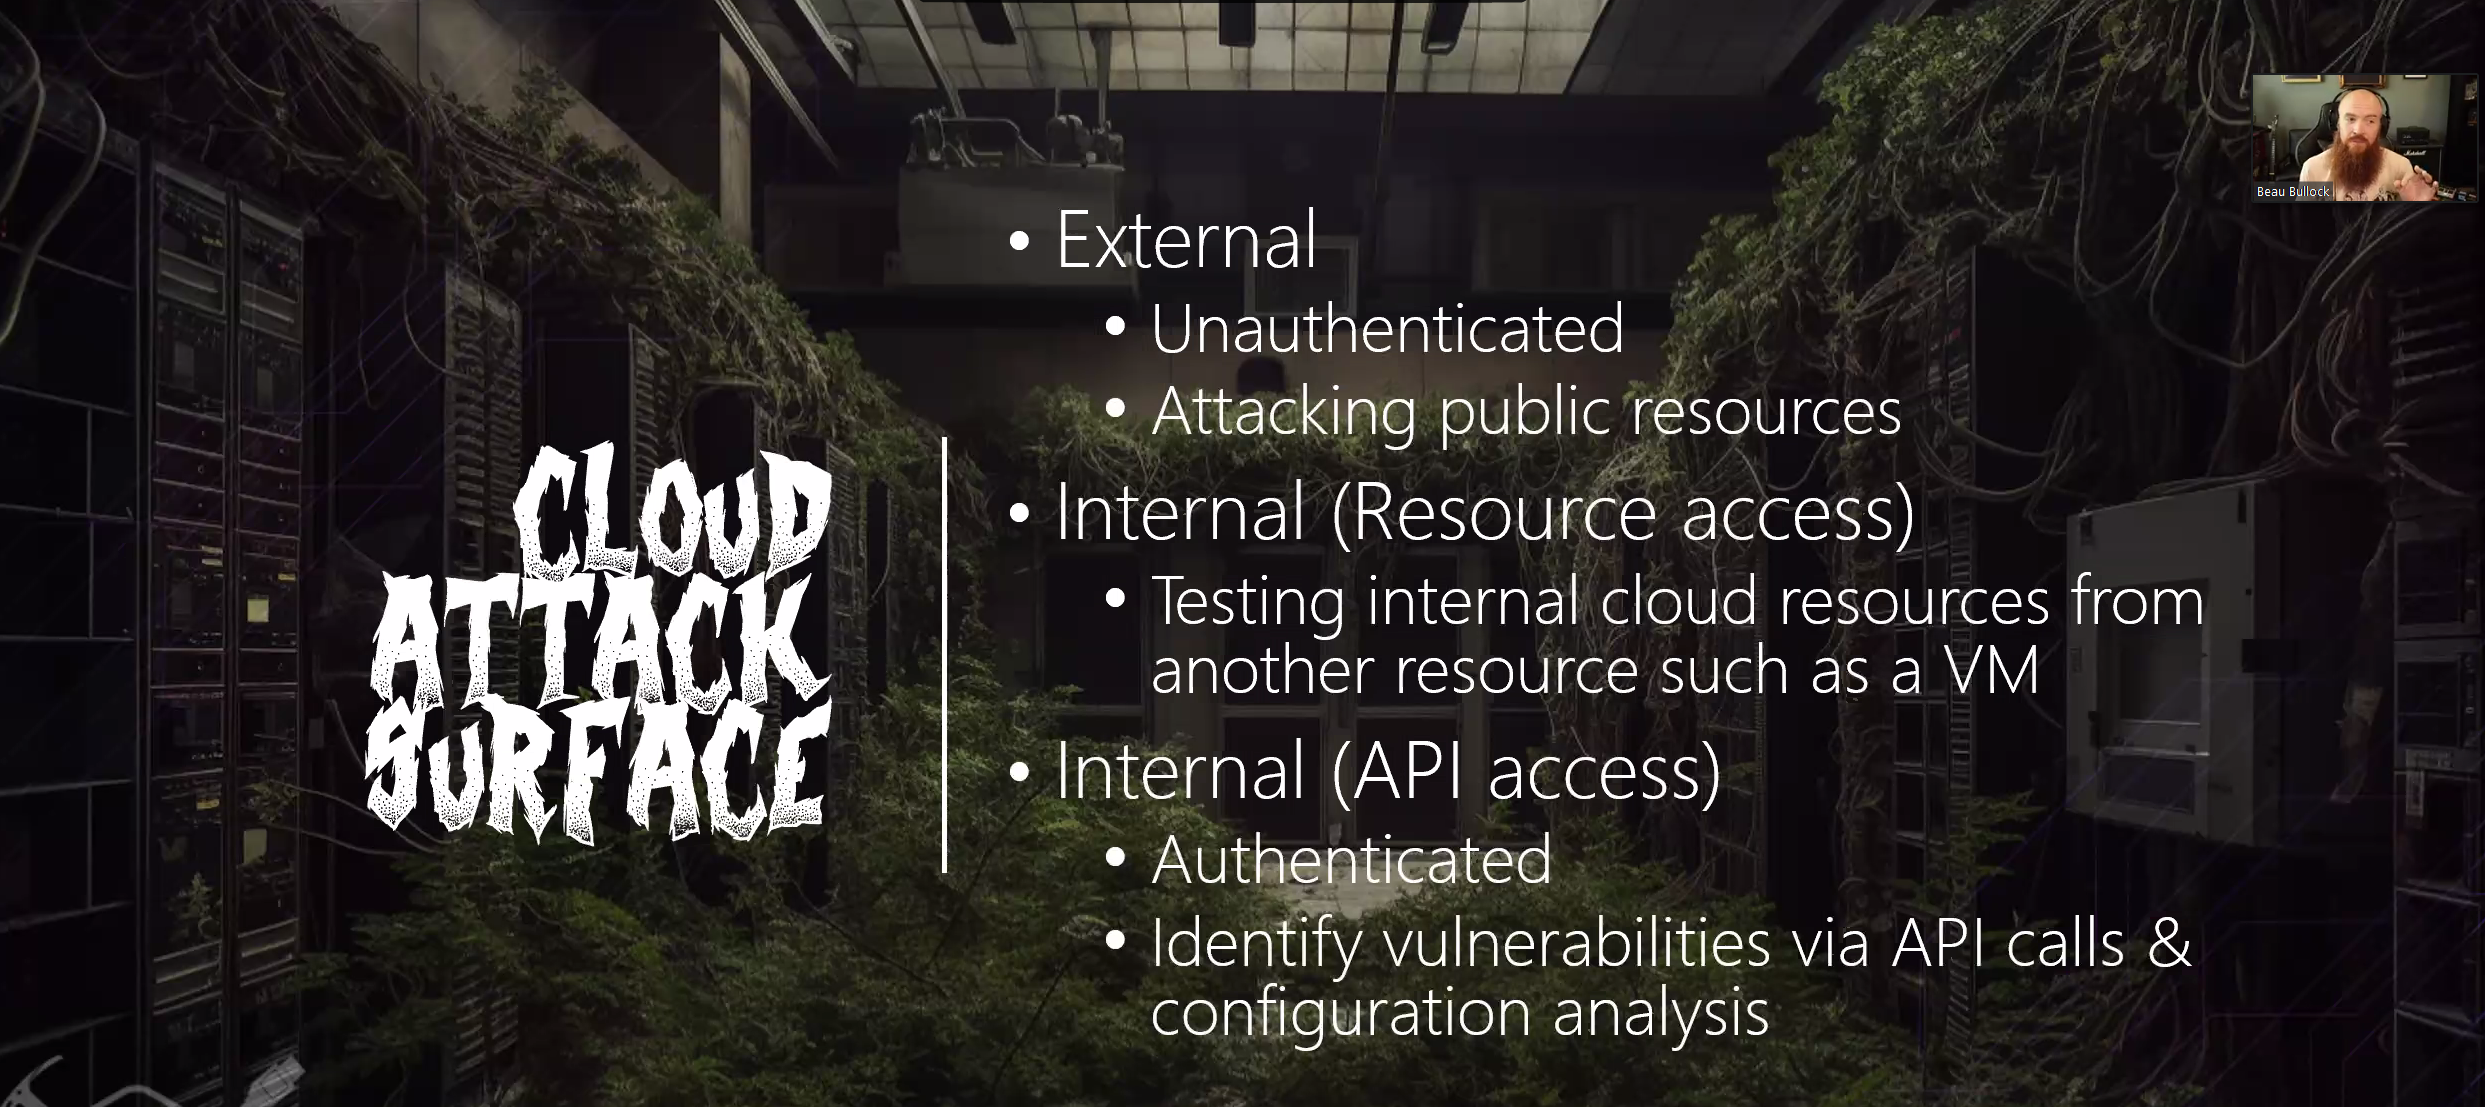 CLOUD
ATTACK
SURFACE
• External
• Unauthenticated
• Attacking public resources
• Internal (Resource access)
• Testing internal cloud resources from
another resource such as a VM
• Internal (API access)
• Authenticated
• Identify vulnerabilities via API calls &
configuration analysis
Beau Bullock
Marshall